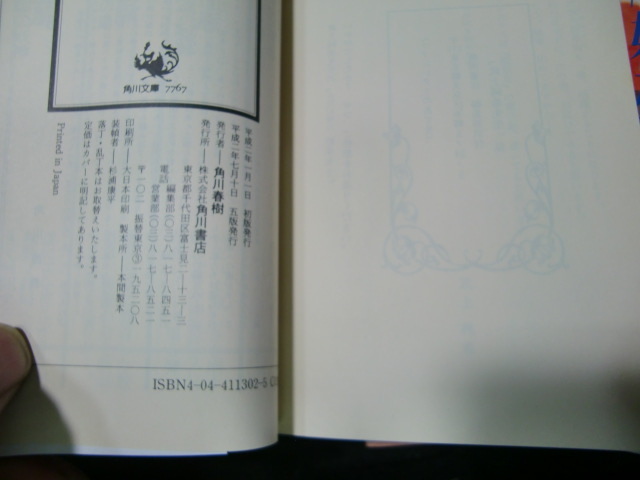 角川文庫 7767
平成二年一月一日 初版発行
平成二年七月十日 五版発行
発行者——角川春樹
発行所——株式会社角川書店
東京都千代田区富士見二—十三—三
電話 編集部(〇三)八一七—八四五一
営業部(〇三)八一七—八五二一
〒一〇二 振替東京③一九五二〇八
印刷所——大日本印刷 製本所——本間製本
装幀者——杉浦康平
落丁・乱丁本はお取替えいたします。
定価はカバーに明記してあります。
Printed in Japan
ISBN4-04-411302-5